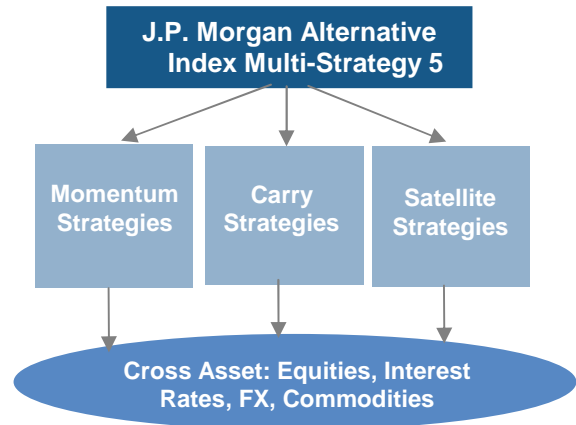 J.P. Morgan Alternative
Index Multi-Strategy 5
Momentum
Strategies
Carry
Strategies
Satellite
Strategies
Cross Asset: Equities, Interest
Rates, FX, Commodities